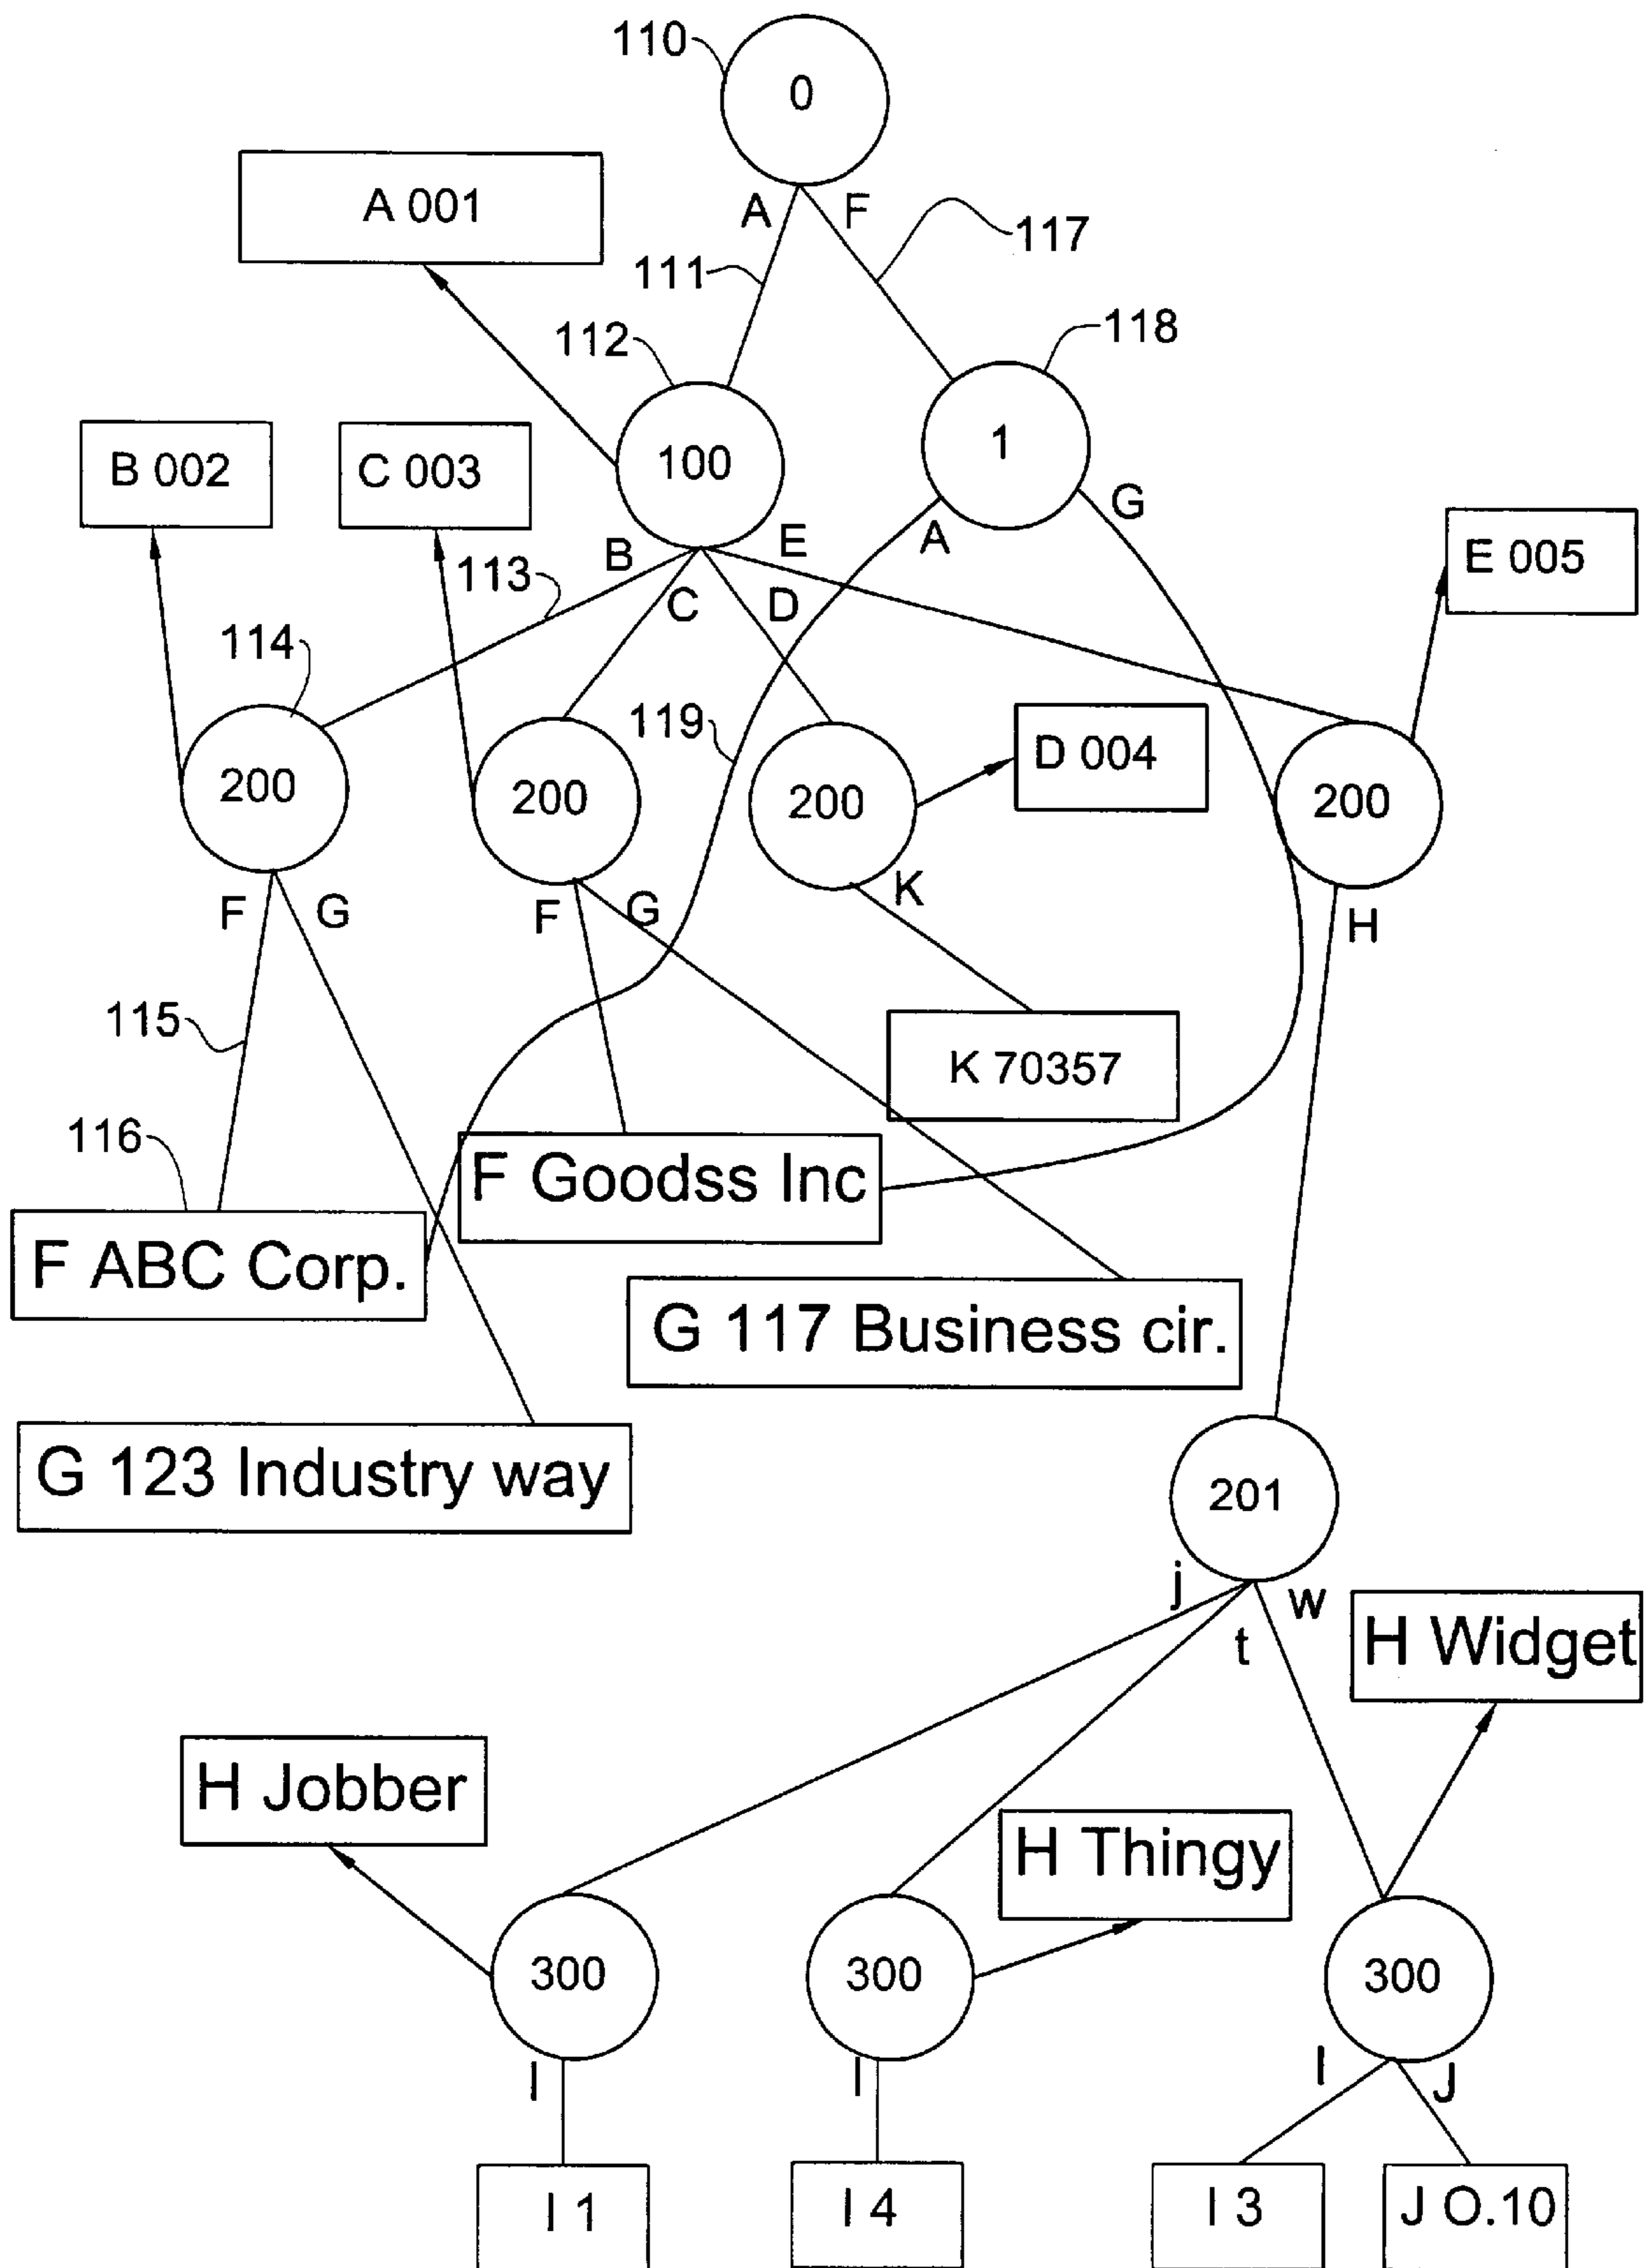 110
0
A 001
A
F
117
111
112
118
100
1
B 002
C 003
G
E
A
E 005
B
113
C
D
114
119
D 004
200
200
200
200
K
F
G
F
G
H
115
K 70357
116
F Goodss Inc
F ABC Corp.
G 117 Business cir.
G 123 Industry way
201
j
w
t
H Widget
H Jobber
H Thingy
300
300
300
I
I
I
J
I 1
I 4
I 3
J O.10